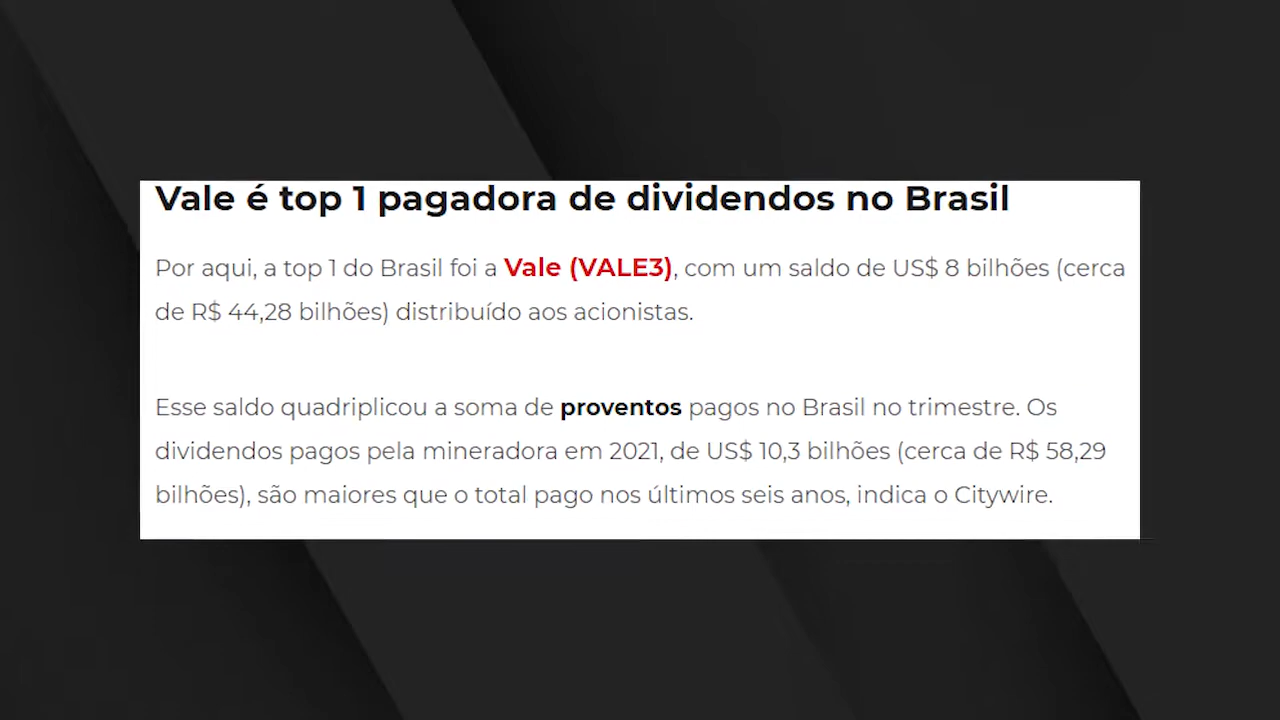 Vale é top 1 pagadora de dividendos no Brasil
Por aqui, a top 1 do Brasil foi a Vale (VALE3), com um saldo de US$ 8 bilhões (cerca
de R$ 44,28 bilhões) distribuído aos acionistas.
Esse saldo quadriplicou a soma de proventos pagos no Brasil no trimestre. Os
dividendos pagos pela mineradora em 2021, de US$ 10,3 bilhões (cerca de R$ 58,29
bilhões), são maiores que o total pago nos últimos seis anos, indica o Citywire.